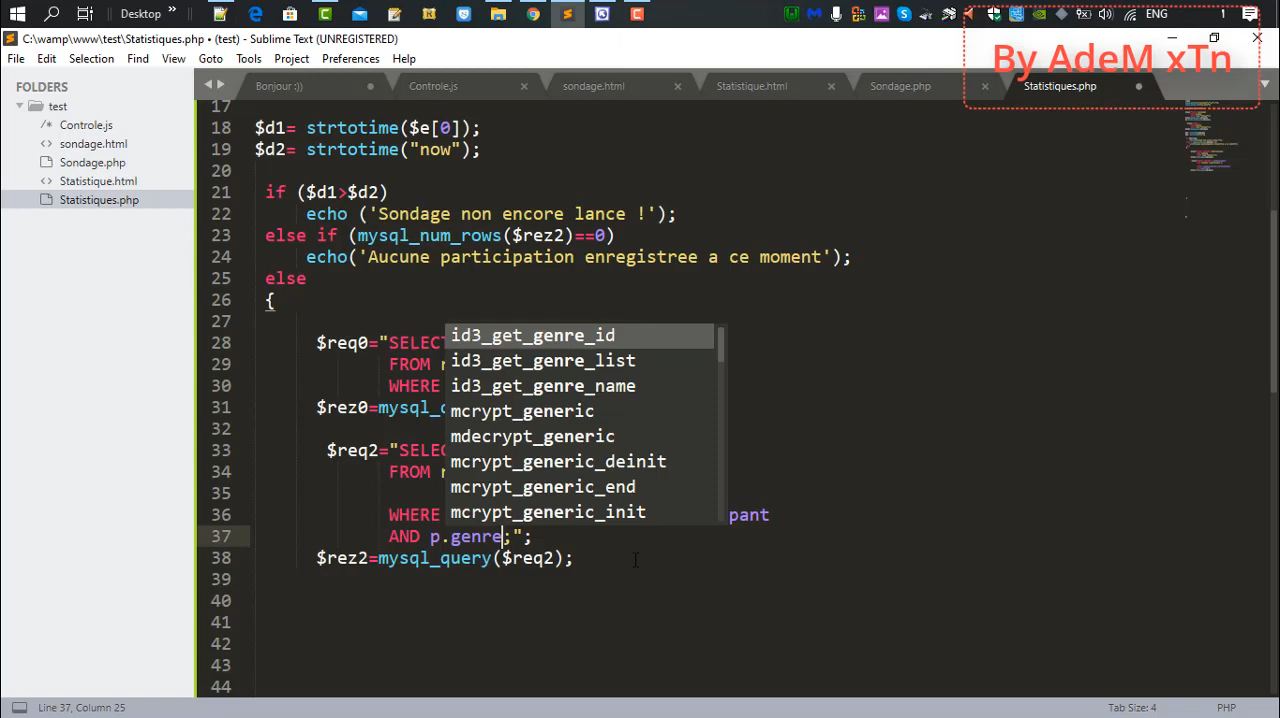 Desktop
ENG
1
C:\wamp\www\test\Statistiques.php • (test) - Sublime Text (UNREGISTERED)
By AdeM xTn
File Edit Selection Find View Goto Tools Project Preferences Help
FOLDERS
test
Controle.js
sondage.html
Sondage.php
Statistique.html
Statistiques.php
Bonjour :)) Controle.js sondage.html Statistique.html Sondage.php Statistiques.php
17
18 $d1= strtotime($e[0]);
19 $d2= strtotime("now");
20
21 if ($d1>$d2)
22 echo ('Sondage non encore lance !');
23 else if (mysql_num_rows($rez2)==0)
24 echo('Aucune participation enregistree a ce moment');
25 else
26 {
27
28 $req0="SELECT
29 FROM
30 WHERE
31 $rez0=mysql_
32
33 $req2="SELEC
34 FROM
35
36 WHERE pant
37 AND p.genre;";
38 $rez2=mysql_query($req2);
39
40
41
42
43
44
id3_get_genre_id
id3_get_genre_list
id3_get_genre_name
mcrypt_generic
mdecrypt_generic
mcrypt_generic_deinit
mcrypt_generic_end
mcrypt_generic_init
Line 37, Column 25
Tab Size: 4
PHP